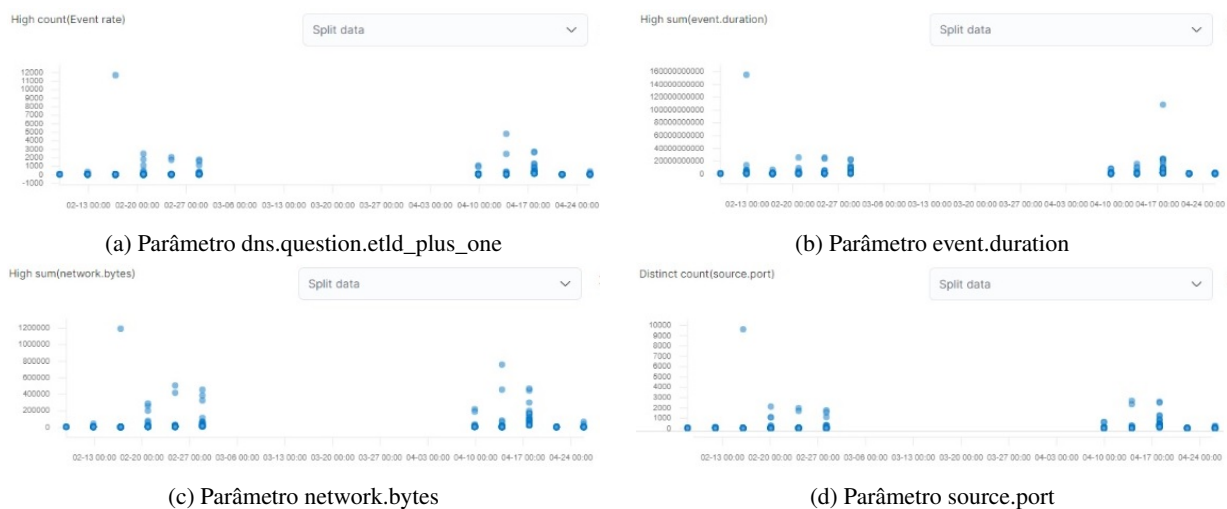 High count(Event rate)
Split data
12000
11000
10000
9000
8000
7000
6000
5000
4000
3000
2000
1000
0
-1000
02-13 00:00 02-20 00:00 02-27 00:00 03-06 00:00 03-13 00:00 03-20 00:00 03-27 00:00 04-03 00:00 04-10 00:00 04-17 00:00 04-24 00:00
(a) Parâmetro dns.question.etld_plus_one
High sum(event.duration)
Split data
160000000000
140000000000
120000000000
100000000000
80000000000
60000000000
40000000000
20000000000
0
02-13 00:00 02-20 00:00 02-27 00:00 03-06 00:00 03-13 00:00 03-20 00:00 03-27 00:00 04-03 00:00 04-10 00:00 04-17 00:00 04-24 00:00
(b) Parâmetro event.duration
High sum(network.bytes)
Split data
1200000
1000000
800000
600000
400000
200000
0
02-13 00:00 02-20 00:00 02-27 00:00 03-06 00:00 03-13 00:00 03-20 00:00 03-27 00:00 04-03 00:00 04-10 00:00 04-17 00:00 04-24 00:00
(c) Parâmetro network.bytes
Distinct count(source.port)
Split data
10000
9000
8000
7000
6000
5000
4000
3000
2000
1000
0
02-13 00:00 02-20 00:00 02-27 00:00 03-06 00:00 03-13 00:00 03-20 00:00 03-27 00:00 04-03 00:00 04-10 00:00 04-17 00:00 04-24 00:00
(d) Parâmetro source.port